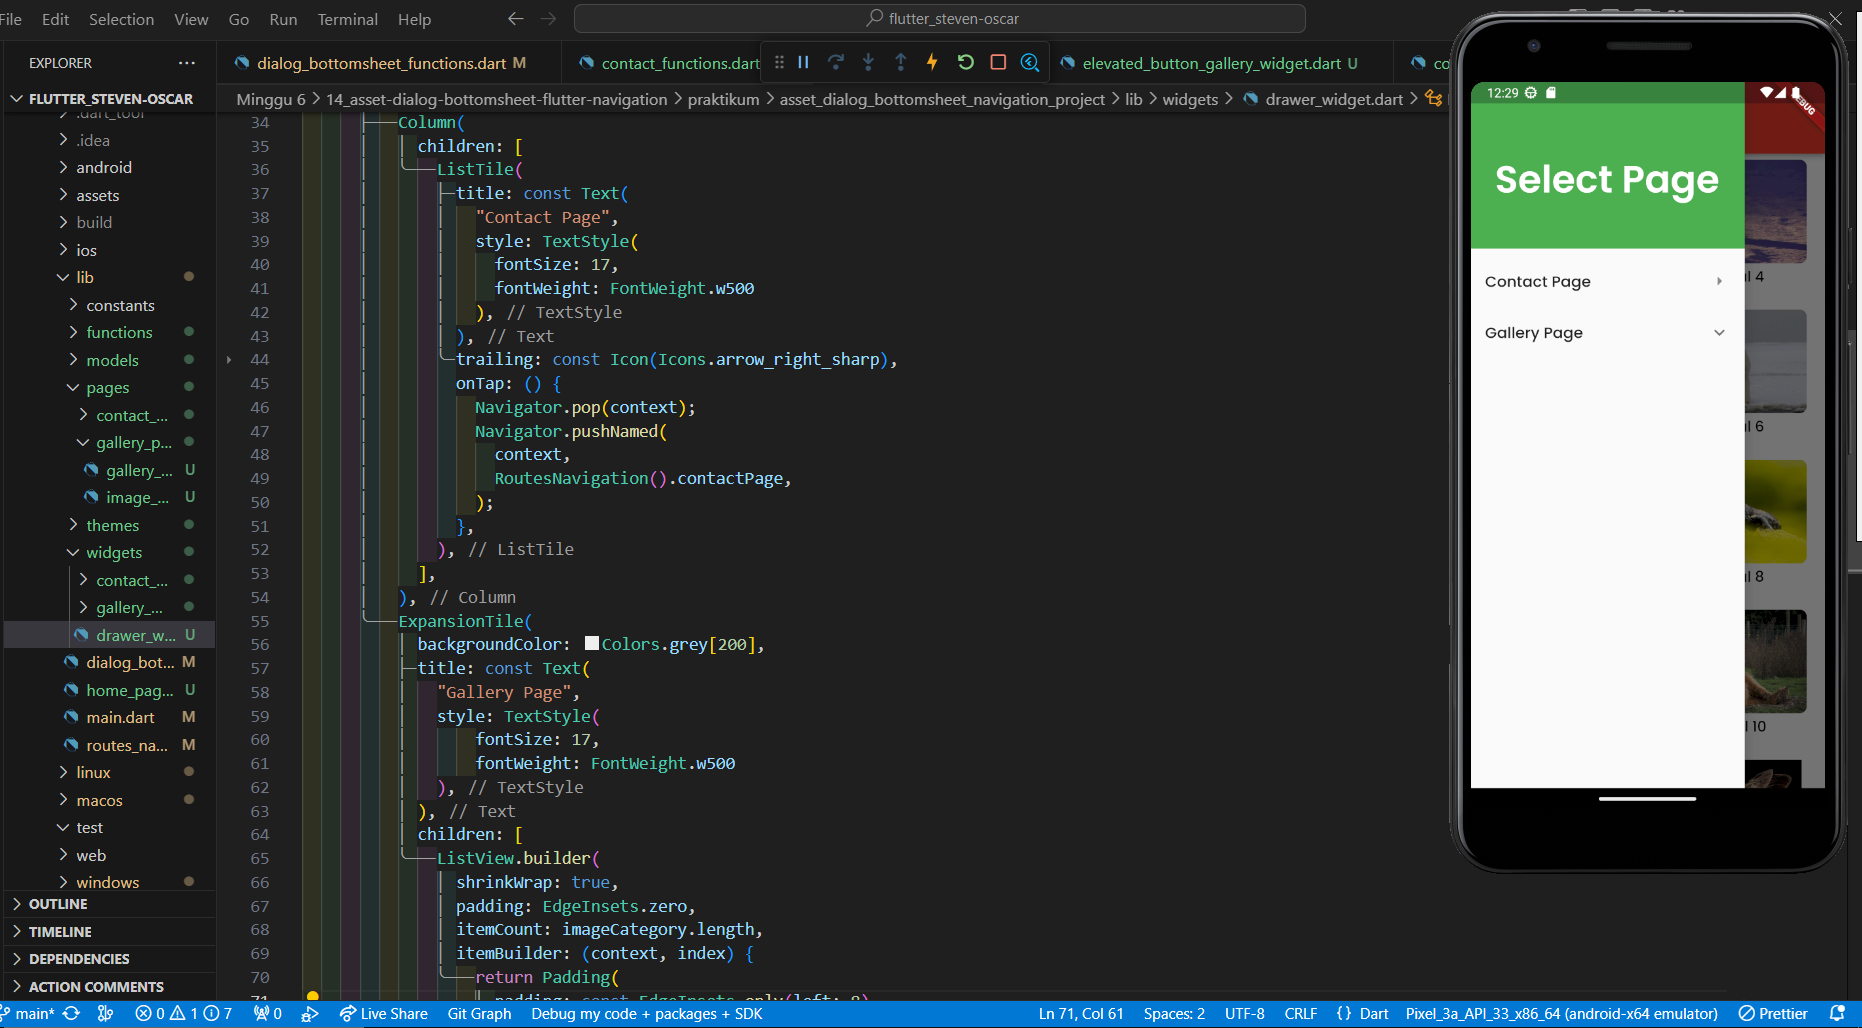 File Edit Selection View Go Run Terminal Help
flutter_steven-oscar
EXPLORER
dialog_bottomsheet_functions.dart M
contact_functions.dart
elevated_button_gallery_widget.dart U
co
FLUTTER_STEVEN-OSCAR
Minggu 6 > 14_asset-dialog-bottomsheet-flutter-navigation > praktikum > asset_dialog_bottomsheet_navigation_project > lib > widgets > drawer_widget.dart >
.dart_tool
.idea
android
assets
build
ios
lib
constants
functions
models
pages
contact_...
gallery_p...
gallery_... U
image_... U
themes
widgets
contact_...
gallery_...
drawer_w... U
dialog_bot... M
home_pag... U
main.dart M
routes_na... M
linux
macos
test
web
windows
OUTLINE
TIMELINE
DEPENDENCIES
ACTION COMMENTS
34 Column(
35 children: [
36 ListTile(
37 title: const Text(
38 "Contact Page",
39 style: TextStyle(
40 fontSize: 17,
41 fontWeight: FontWeight.w500
42 ), // TextStyle
43 ), // Text
44 trailing: const Icon(Icons.arrow_right_sharp),
45 onTap: () {
46 Navigator.pop(context);
47 Navigator.pushNamed(
48 context,
49 RoutesNavigation().contactPage,
50 );
51 },
52 ), // ListTile
53 ],
54 ), // Column
55 ExpansionTile(
56 backgroundColor: Colors.grey[200],
57 title: const Text(
58 "Gallery Page",
59 style: TextStyle(
60 fontSize: 17,
61 fontWeight: FontWeight.w500
62 ), // TextStyle
63 ), // Text
64 children: [
65 ListView.builder(
66 shrinkWrap: true,
67 padding: EdgeInsets.zero,
68 itemCount: imageCategory.length,
69 itemBuilder: (context, index) {
70 return Padding(
71 padding: const EdgeInsets.only(left: 8)
12:29
DEBUG
Select Page
Contact Page
Gallery Page
l 4
l 6
l 8
l 10
main* 0 1 7 0 Live Share Git Graph Debug my code + packages + SDK Ln 71, Col 61 Spaces: 2 UTF-8 CRLF {} Dart Pixel_3a_API_33_x86_64 (android-x64 emulator) Prettier